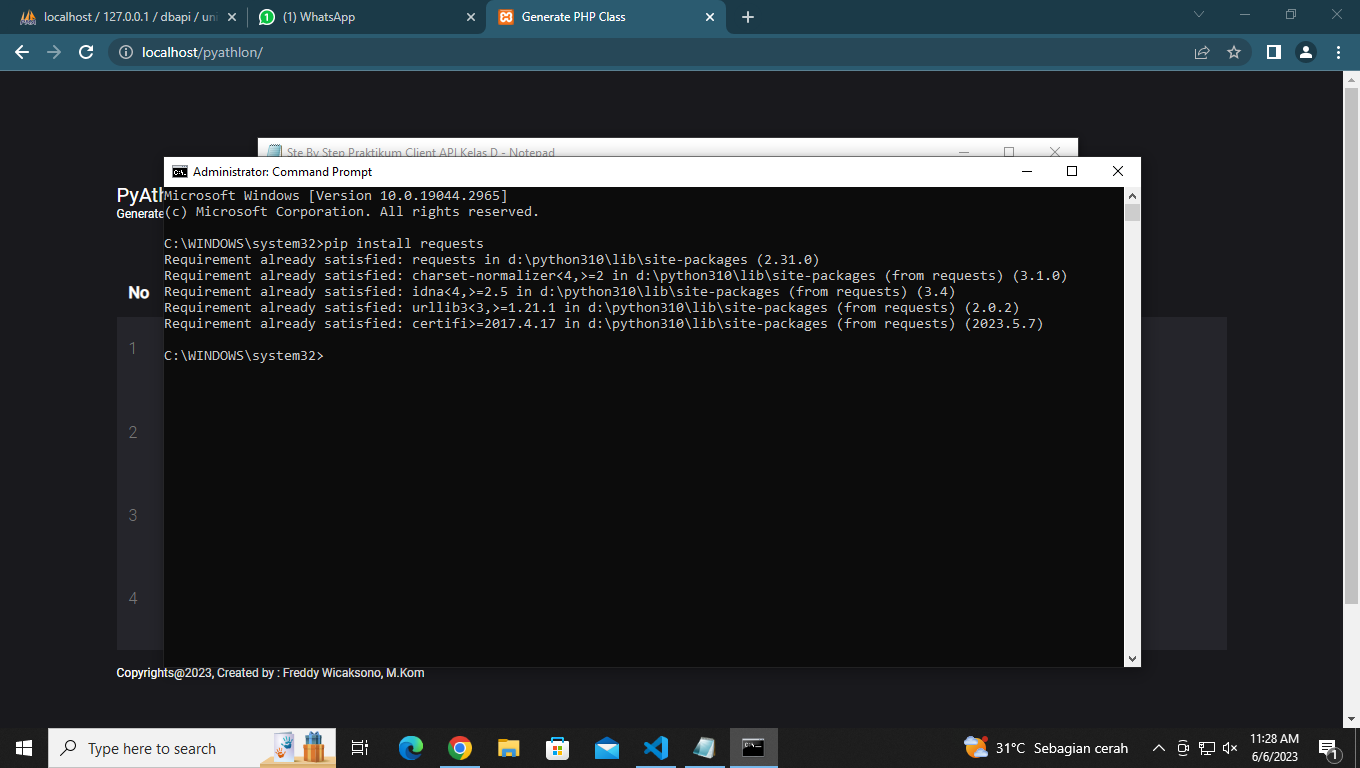 localhost / 127.0.0.1 / dbapi / uni
(1) WhatsApp
Generate PHP Class
localhost/pyathlon/
Ste By Step Praktikum Client API Kelas D - Notepad
Administrator: Command Prompt
PyAth
Generate
Microsoft Windows [Version 10.0.19044.2965]
(c) Microsoft Corporation. All rights reserved.
C:\WINDOWS\system32>pip install requests
Requirement already satisfied: requests in d:\python310\lib\site-packages (2.31.0)
Requirement already satisfied: charset-normalizer<4,>=2 in d:\python310\lib\site-packages (from requests) (3.1.0)
Requirement already satisfied: idna<4,>=2.5 in d:\python310\lib\site-packages (from requests) (3.4)
Requirement already satisfied: urllib3<3,>=1.21.1 in d:\python310\lib\site-packages (from requests) (2.0.2)
Requirement already satisfied: certifi>=2017.4.17 in d:\python310\lib\site-packages (from requests) (2023.5.7)
C:\WINDOWS\system32>
No
1
2
3
4
Copyrights@2023, Created by : Freddy Wicaksono, M.Kom
Type here to search
31°C Sebagian cerah
11:28 AM
6/6/2023
1